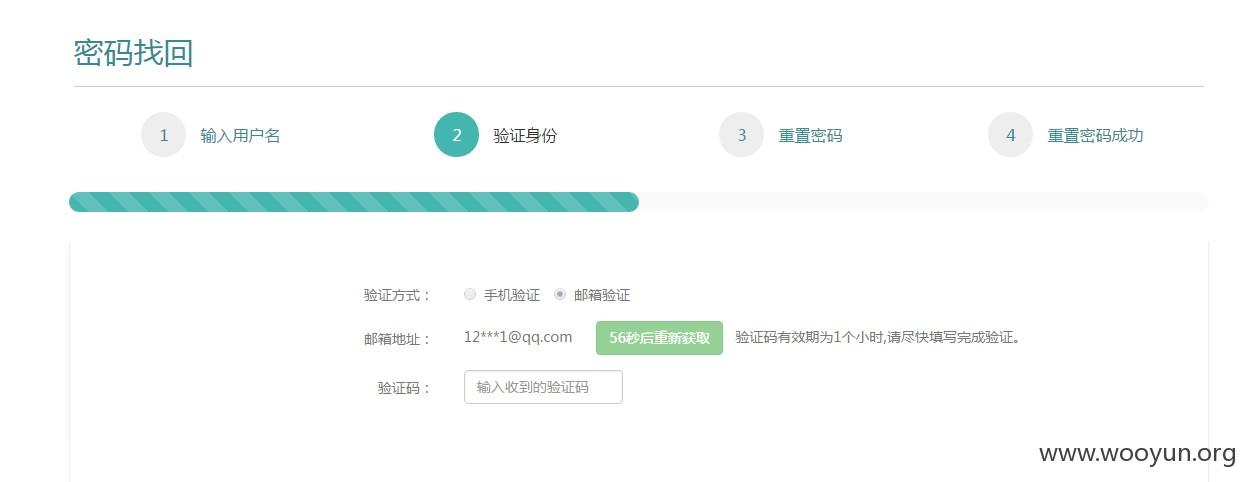 密码找回
1 输入用户名 2 验证身份 3 重置密码 4 重置密码成功
验证方式： 手机验证 邮箱验证
邮箱地址： 12***1@qq.com 56秒后重新获取 验证码有效期为1个小时,请尽快填写完成验证。
验证码： 输入收到的验证码
www.wooyun.org